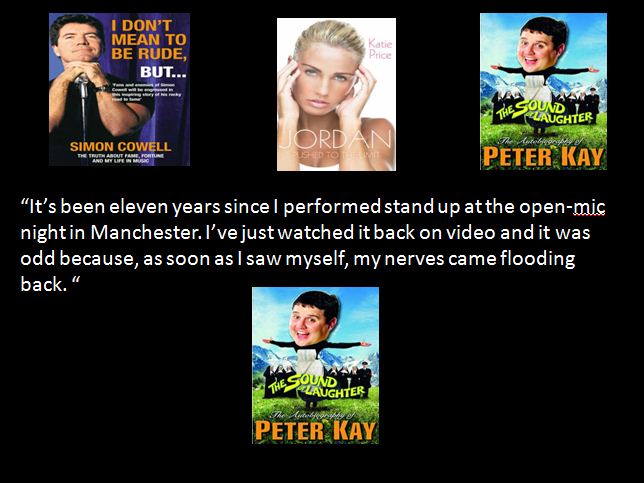 I DON'T
MEAN TO
BE RUDE,
BUT...
SIMON COWELL
THE TRUTH ABOUT FAME, FORTUNE
AND MY LIFE IN MUSIC
Katie
Price
JORDAN
PUSHED TO THE LIMIT
THE SOUND
of LAUGHTER
The Autobiography of
PETER KAY
“It’s been eleven years since I performed stand up at the open-mic
night in Manchester. I’ve just watched it back on video and it was
odd because, as soon as I saw myself, my nerves came flooding
back. “
THE SOUND
of LAUGHTER
The Autobiography of
PETER KAY